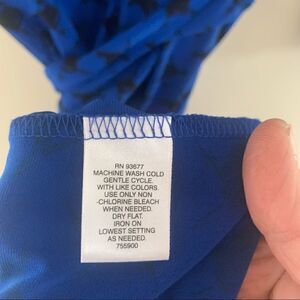 RN 93677
MACHINE WASH COLD
GENTLE CYCLE.
WITH LIKE COLORS.
USE ONLY NON
-CHLORINE BLEACH
WHEN NEEDED.
DRY FLAT.
IRON ON
LOWEST SETTING
AS NEEDED.
755900